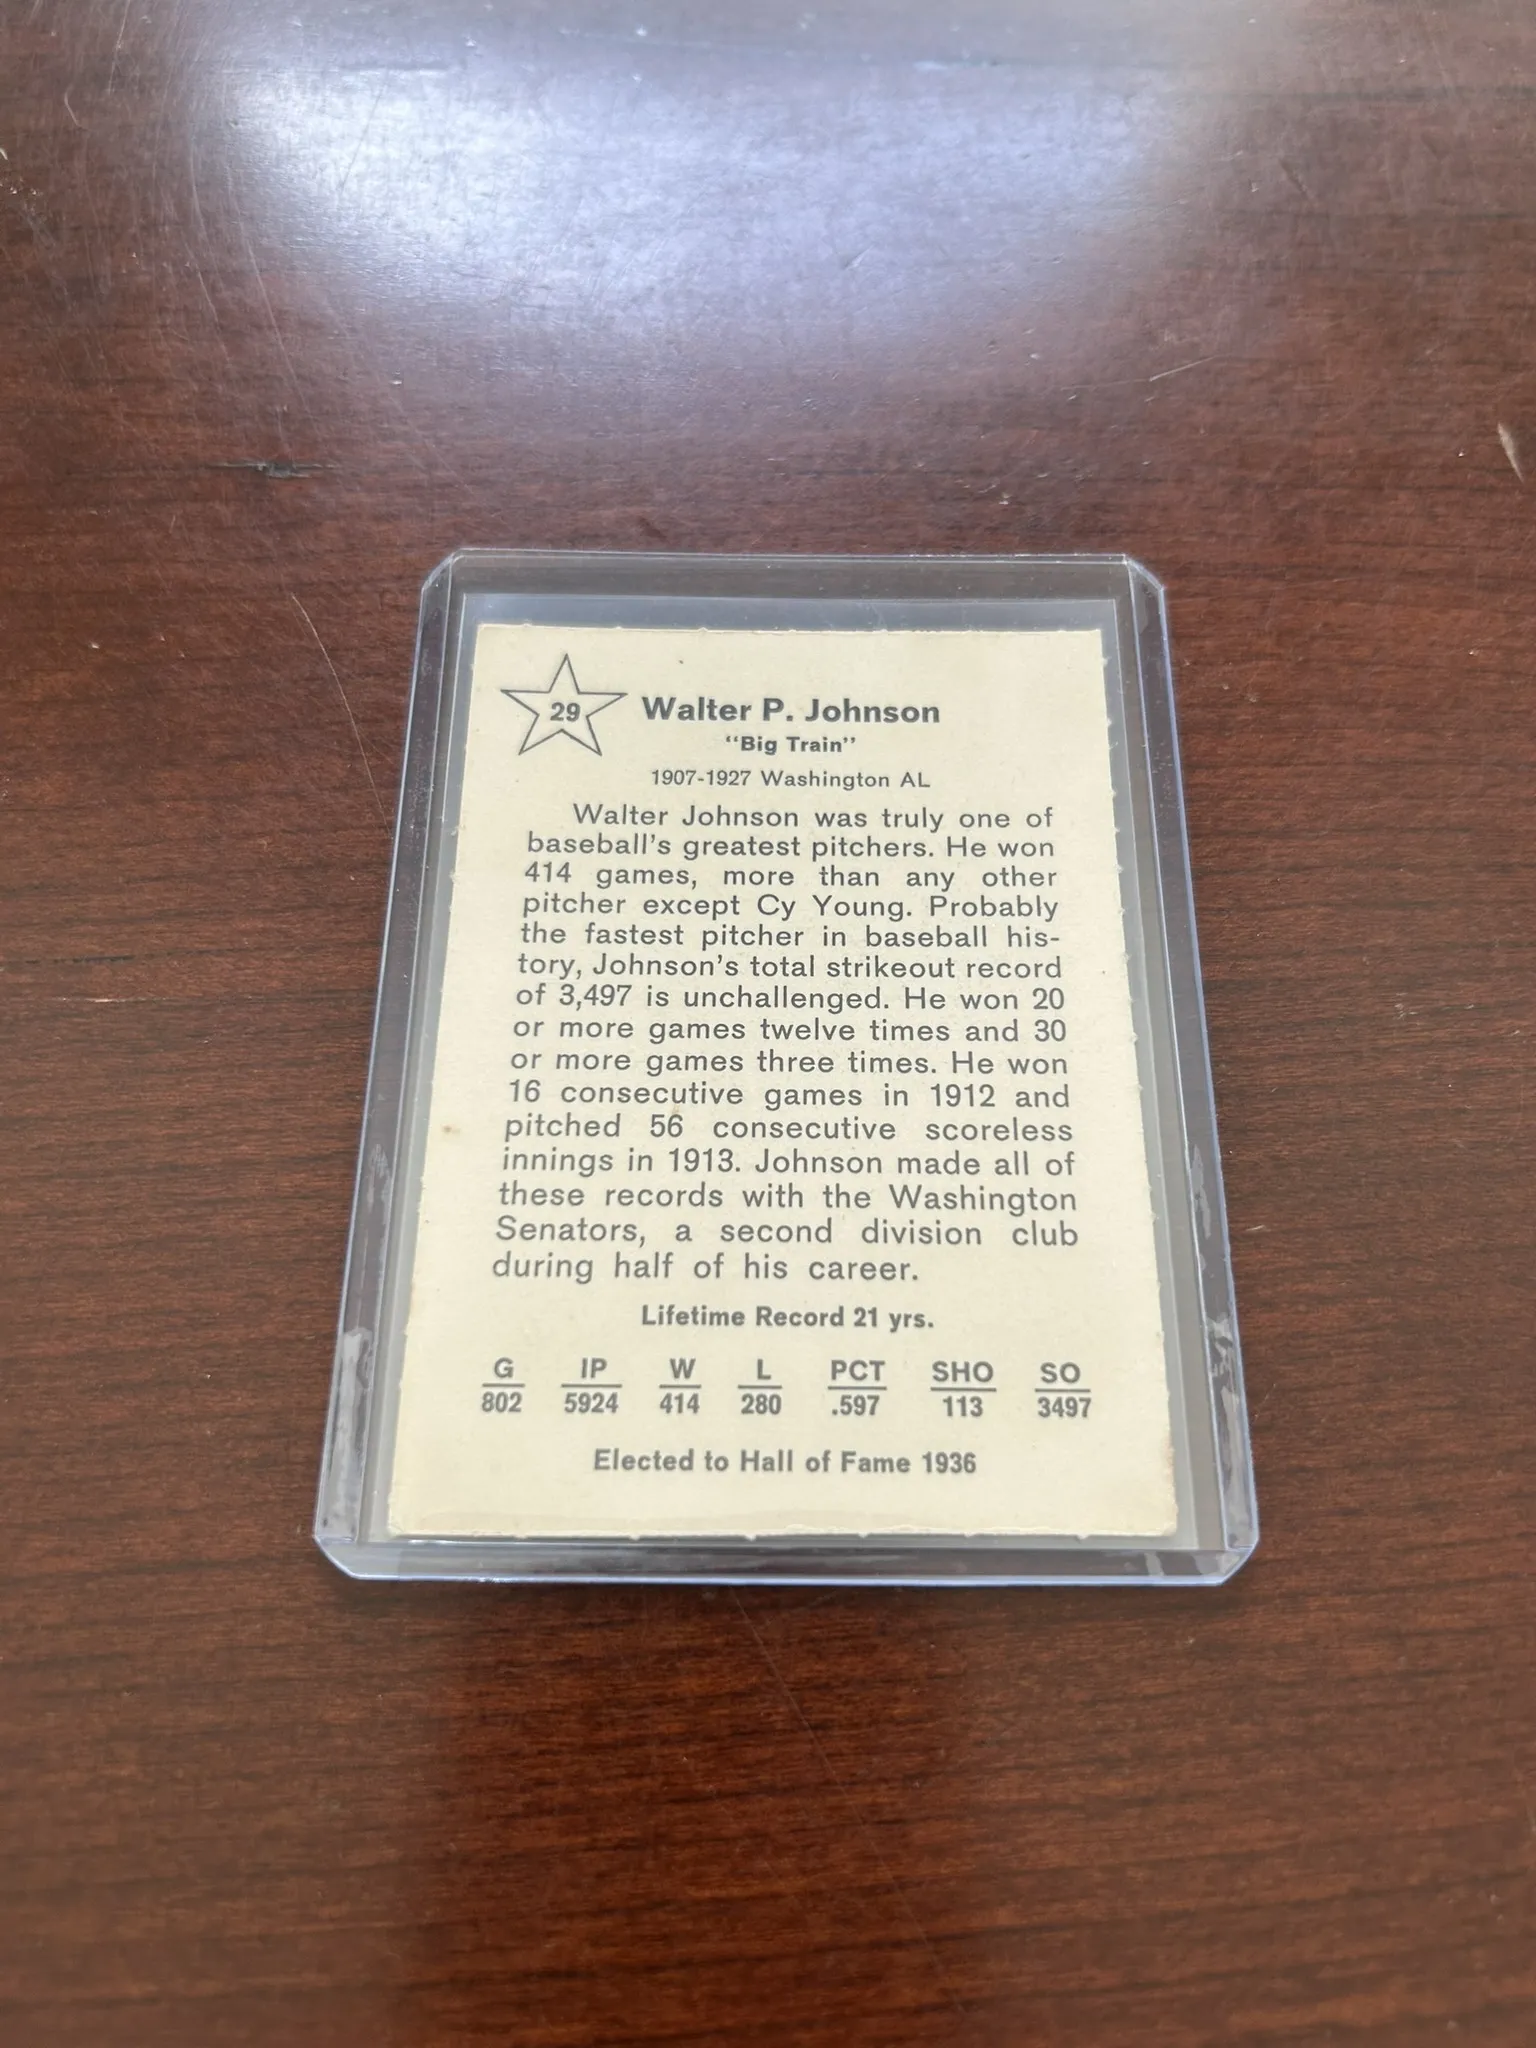 29
Walter P. Johnson
"Big Train"
1907-1927 Washington AL
Walter Johnson was truly one of
baseball's greatest pitchers. He won
414 games, more than any other
pitcher except Cy Young. Probably
the fastest pitcher in baseball his-
tory, Johnson's total strikeout record
of 3,497 is unchallenged. He won 20
or more games twelve times and 30
or more games three times. He won
16 consecutive games in 1912 and
pitched 56 consecutive scoreless
innings in 1913. Johnson made all of
these records with the Washington
Senators, a second division club
during half of his career.
Lifetime Record 21 yrs.
G IP W L PCT SHO SO
802 5924 414 280 .597 113 3497
Elected to Hall of Fame 1936